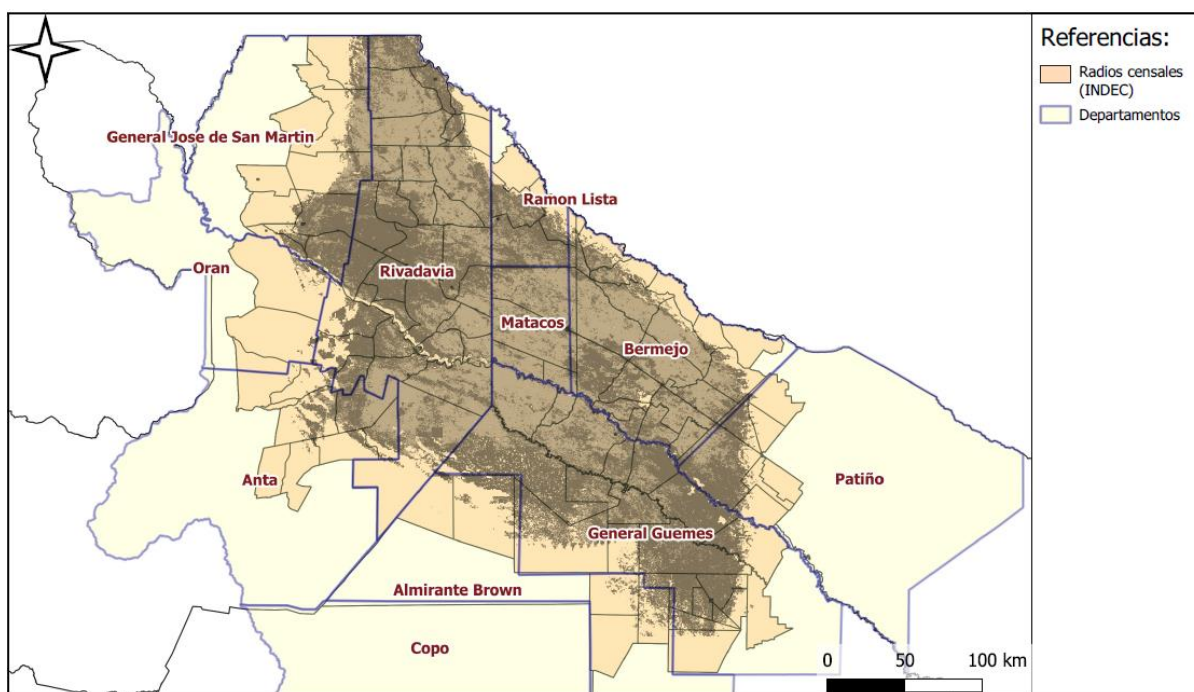 Referencias:
Radios censales
(INDEC)
Departamentos
General Jose de San Martin
Ramon Lista
Oran
Rivadavia
Matacos
Bermejo
Anta
Patiño
General Guemes
Almirante Brown
Copo
0 50 100 km